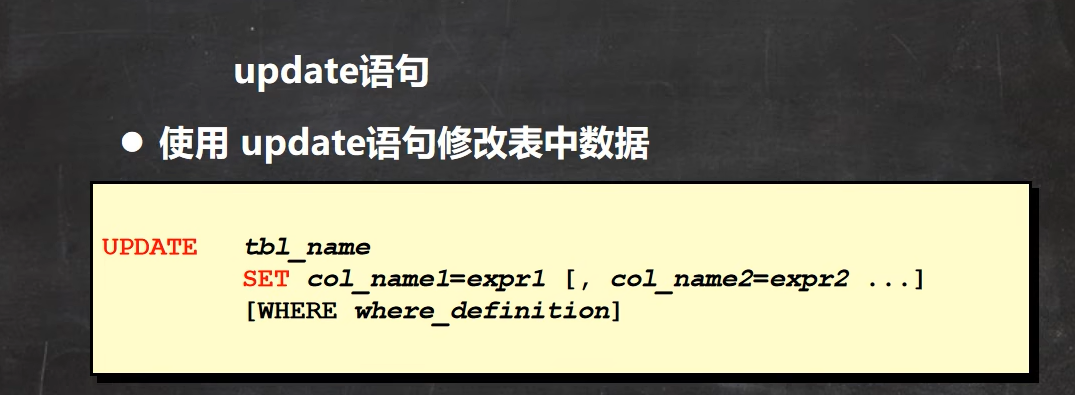 update语句
● 使用 update语句修改表中数据
UPDATE tbl_name
SET col_name1=expr1 [, col_name2=expr2 ...]
[WHERE where_definition]